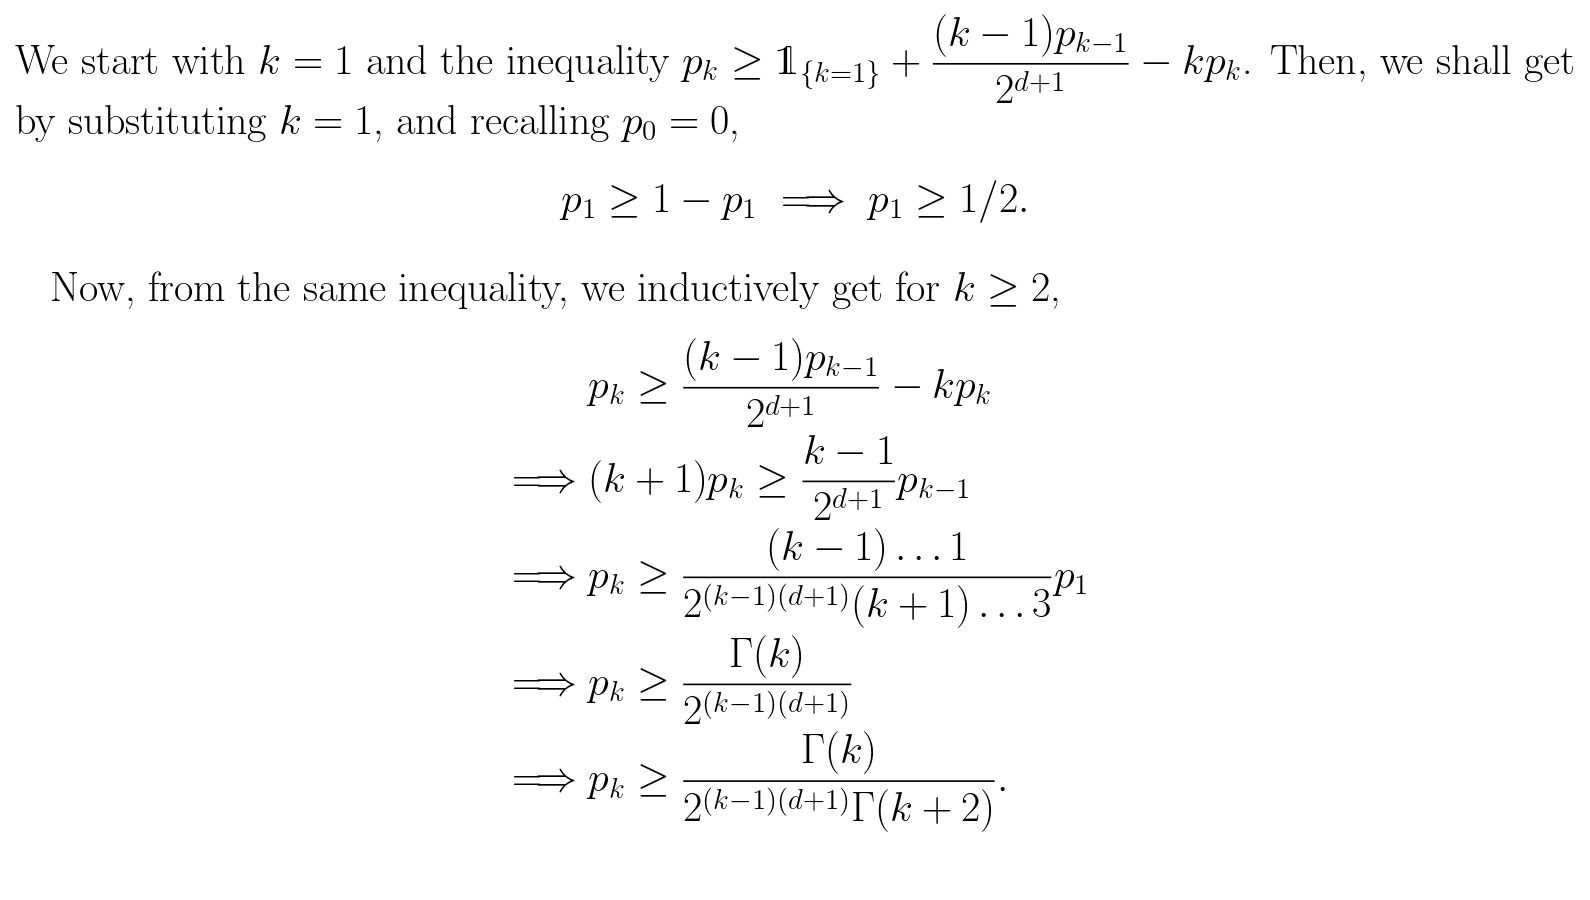 We start with $k = 1$ and the inequality $p_k \geq \mathbb{1}_{\{k=1\}} + \frac{(k-1)p_{k-1}}{2^{d+1}} - kp_k$. Then, we shall get
by substituting $k = 1$, and recalling $p_0 = 0$,
$p_1 \geq 1 - p_1 \implies p_1 \geq 1/2.$
Now, from the same inequality, we inductively get for $k \geq 2$,
$p_k \geq \frac{(k-1)p_{k-1}}{2^{d+1}} - kp_k$
$\implies (k+1)p_k \geq \frac{k-1}{2^{d+1}} p_{k-1}$
$\implies p_k \geq \frac{(k-1)\ldots 1}{2^{(k-1)(d+1)}(k+1)\ldots 3} p_1$
$\implies p_k \geq \frac{\Gamma(k)}{2^{(k-1)(d+1)}}$
$\implies p_k \geq \frac{\Gamma(k)}{2^{(k-1)(d+1)}\Gamma(k+2)}.$